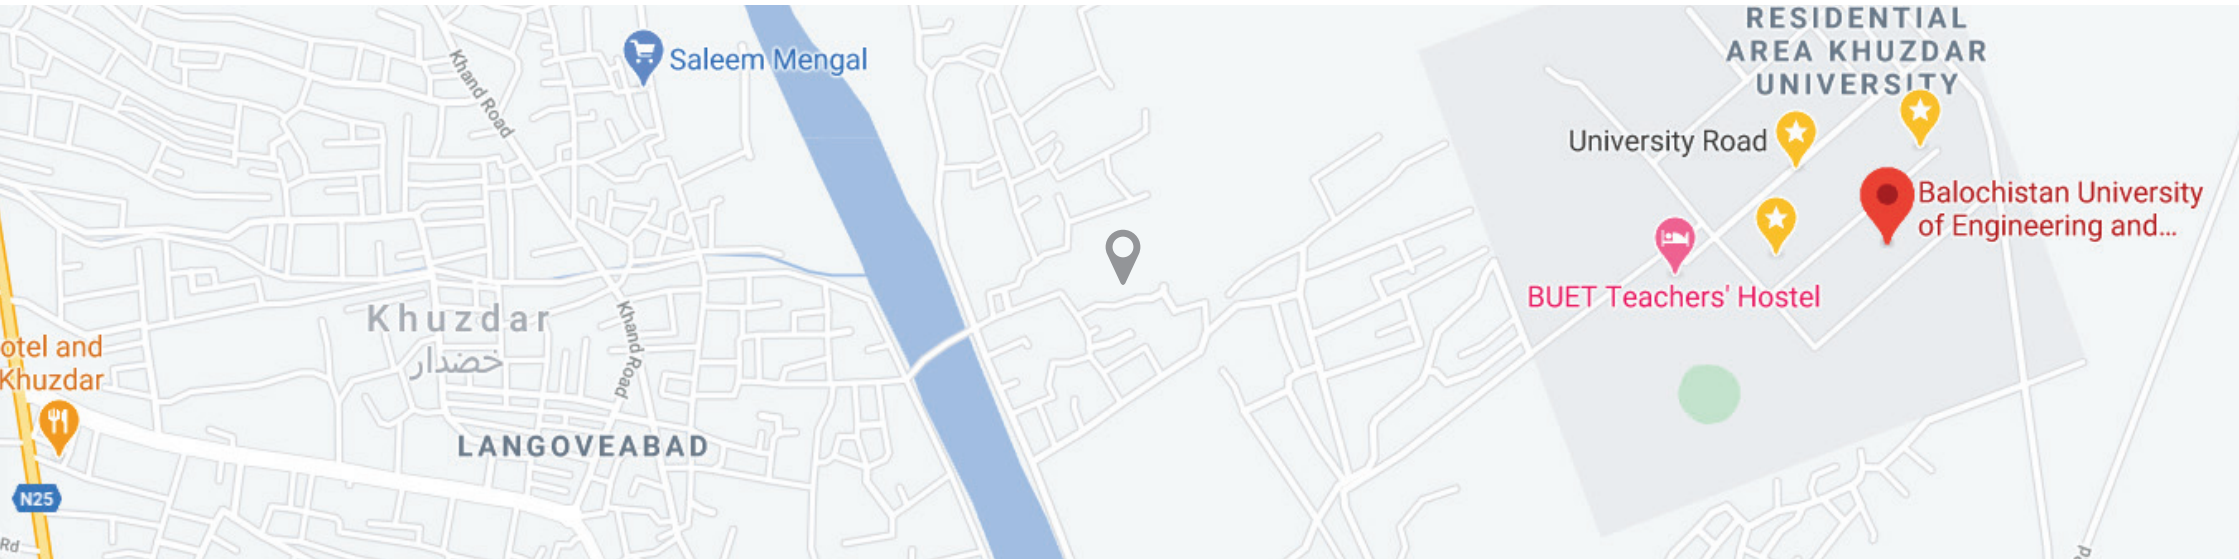 RESIDENTIAL
AREA KHUZDAR
UNIVERSITY
Khand Road
Saleem Mengal
University Road
Balochistan University
of Engineering and...
BUET Teachers' Hostel
Khuzdar
خضدار
Khand Road
otel and
Khuzdar
LANGOVEABAD
N25
Rd